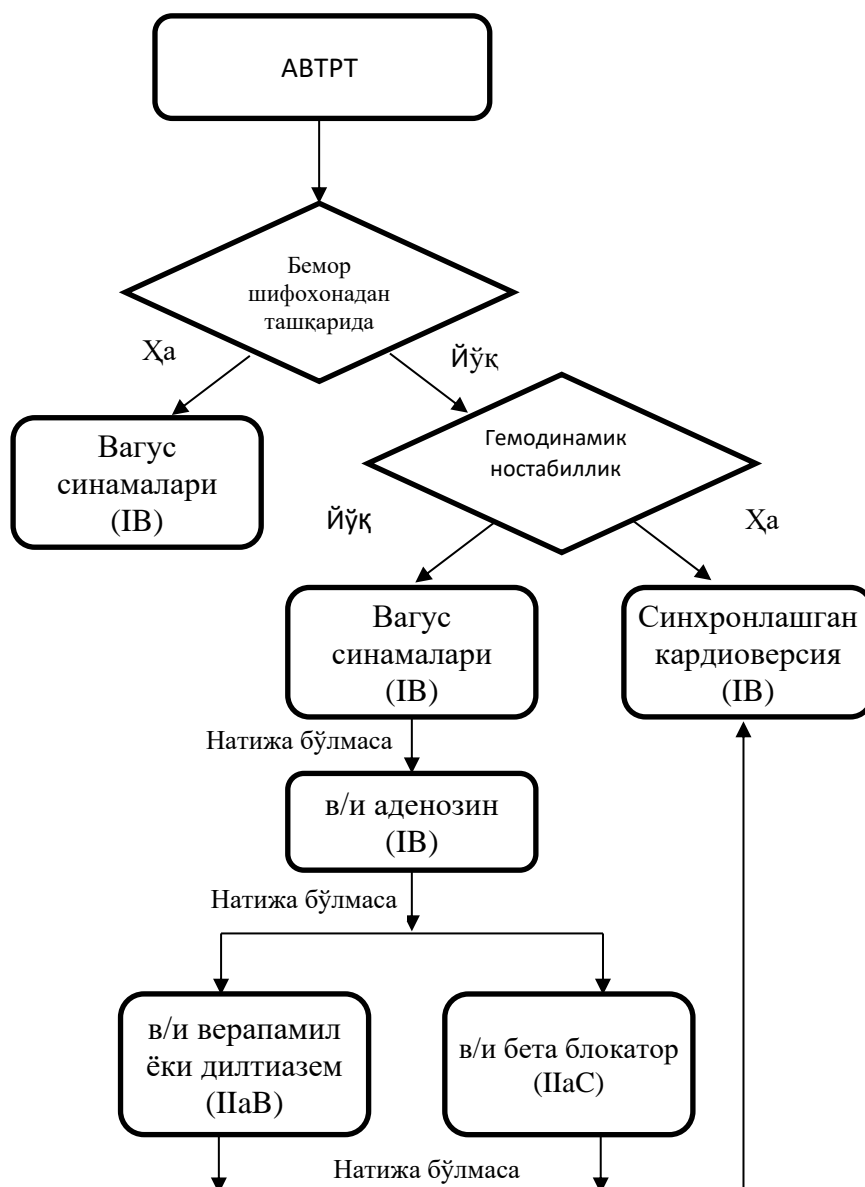 АВТРТ
Бемор
шифохонадан
ташқарида
Ҳа
Йўқ
Вагус
синамалари
(IB)
Гемодинамик
ностабиллик
Йўқ
Ҳа
Вагус
синамалари
(IB)
Синхронлашган
кардиоверсия
(IB)
Натижа бўлмаса
в/и аденозин
(IB)
Натижа бўлмаса
в/и верапамил
ёки дилтиазем
(IIaB)
в/и бета блокатор
(IIaC)
Натижа бўлмаса